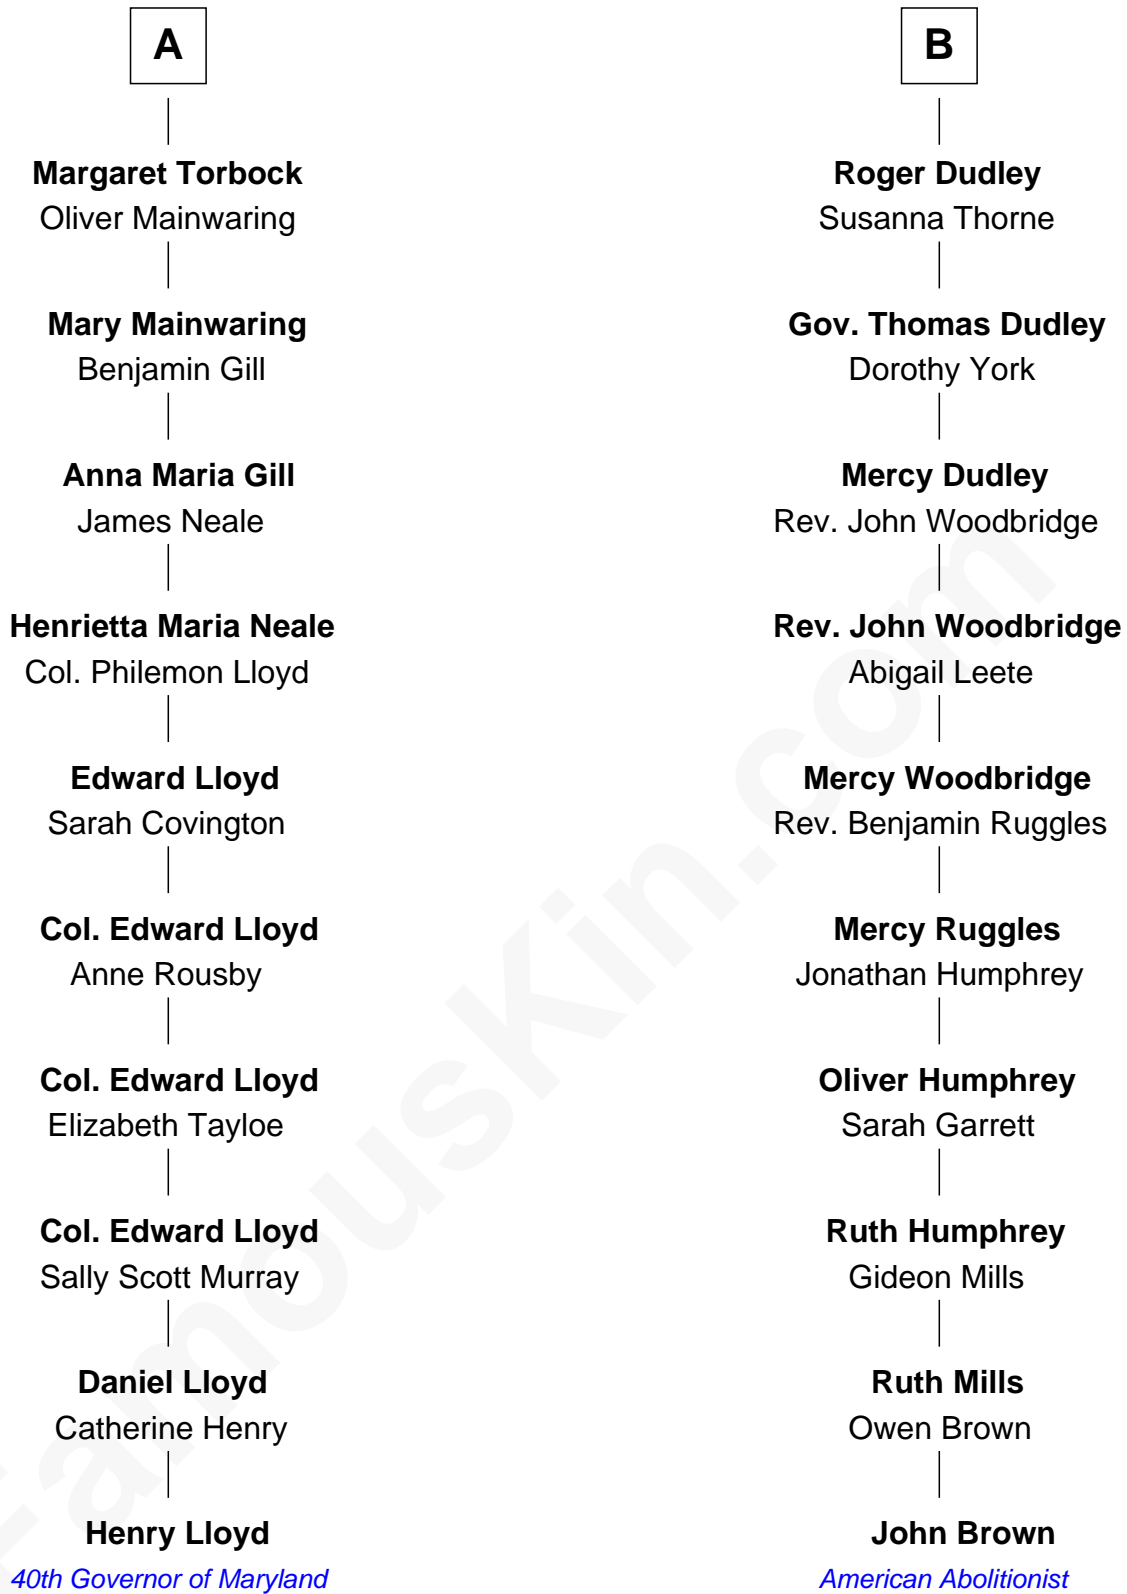 A
Margaret Torbock
Oliver Mainwaring
Mary Mainwaring
Benjamin Gill
Anna Maria Gill
James Neale
Henrietta Maria Neale
Col. Philemon Lloyd
Edward Lloyd
Sarah Covington
Col. Edward Lloyd
Anne Rousby
Col. Edward Lloyd
Elizabeth Tayloe
Col. Edward Lloyd
Sally Scott Murray
Daniel Lloyd
Catherine Henry
Henry Lloyd
40th Governor of Maryland
B
Roger Dudley
Susanna Thorne
Gov. Thomas Dudley
Dorothy York
Mercy Dudley
Rev. John Woodbridge
Rev. John Woodbridge
Abigail Leete
Mercy Woodbridge
Rev. Benjamin Ruggles
Mercy Ruggles
Jonathan Humphrey
Oliver Humphrey
Sarah Garrett
Ruth Humphrey
Gideon Mills
Ruth Mills
Owen Brown
John Brown
American Abolitionist
FamousKin.com